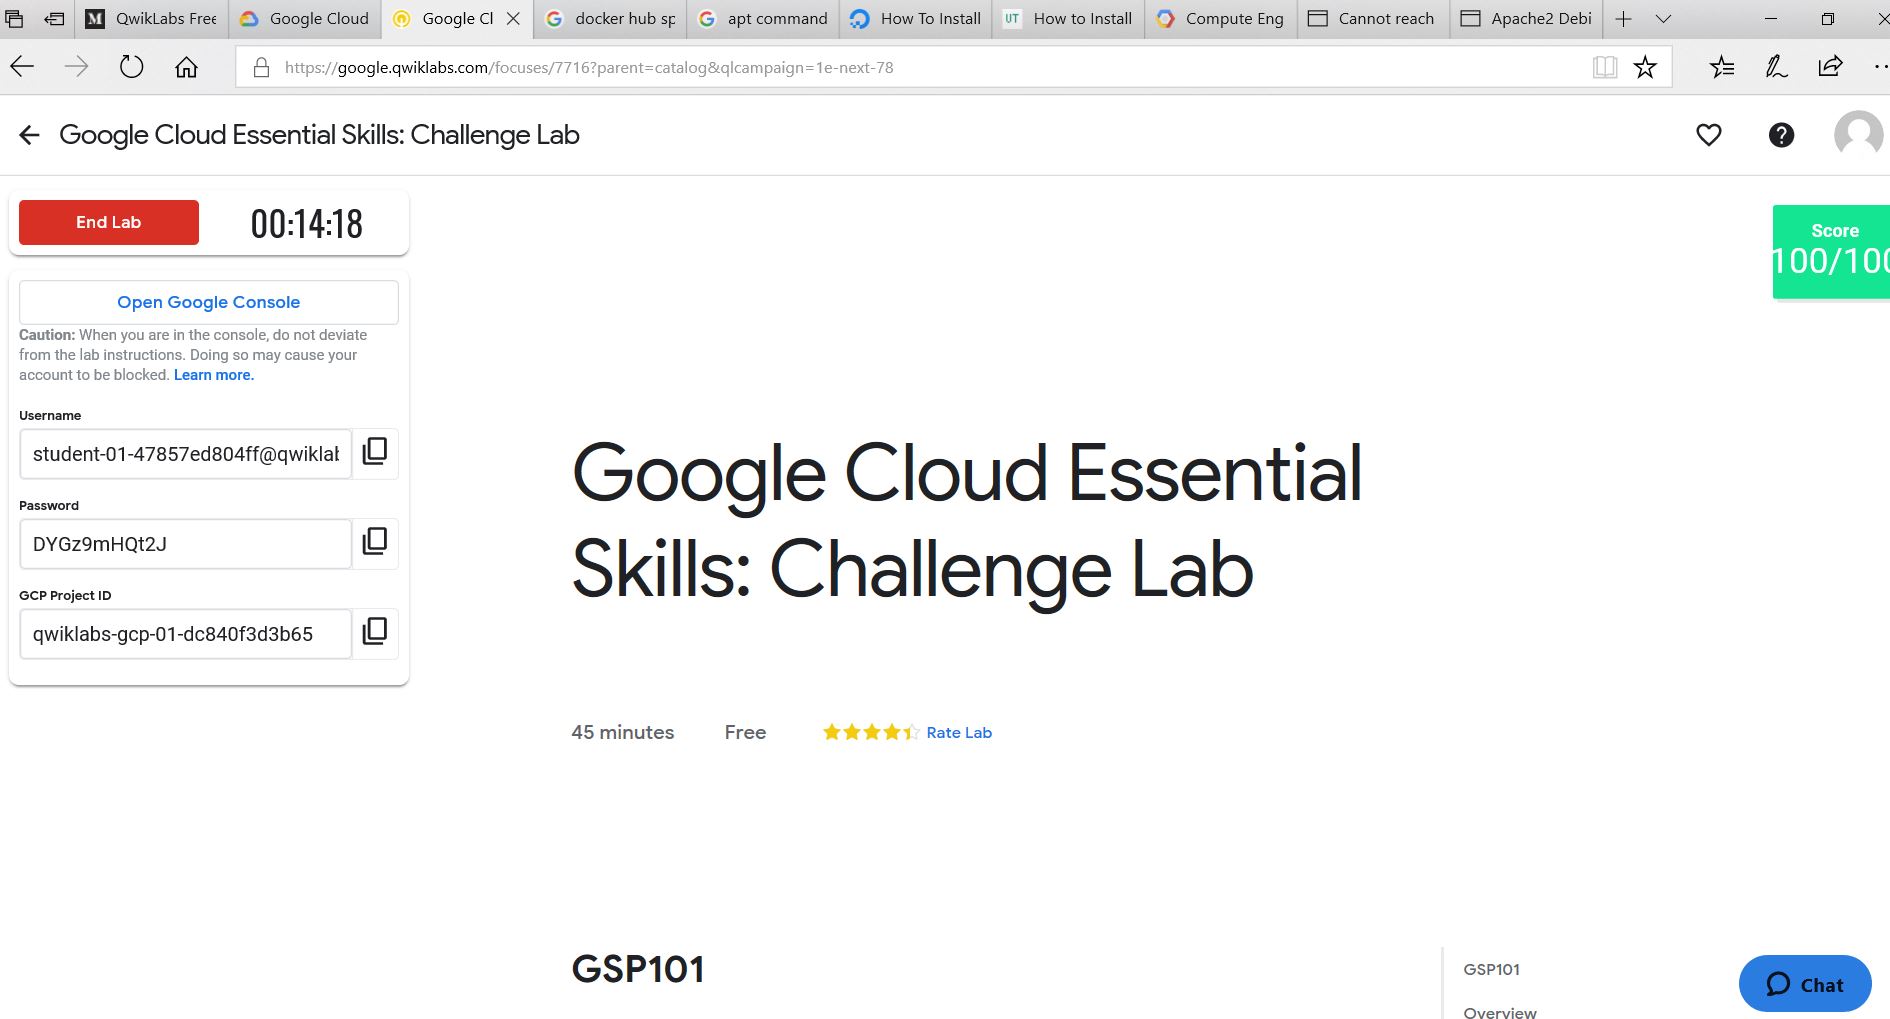 QwikLabs Free
Google Cloud
Google Cl
docker hub sp
apt command
How To Install
UT How to Install
Compute Eng
Cannot reach
Apache2 Debi
https://google.qwiklabs.com/focuses/7716?parent=catalog&qlcampaign=1e-next-78
Google Cloud Essential Skills: Challenge Lab
End Lab
00:14:18
Score
100/100
Open Google Console
Caution: When you are in the console, do not deviate
from the lab instructions. Doing so may cause your
account to be blocked. Learn more.
Username
student-01-47857ed804ff@qwiklab
Password
DYGz9mHQt2J
GCP Project ID
qwiklabs-gcp-01-dc840f3d3b65
Google Cloud Essential
Skills: Challenge Lab
45 minutes
Free
Rate Lab
GSP101
GSP101
Overview
Chat